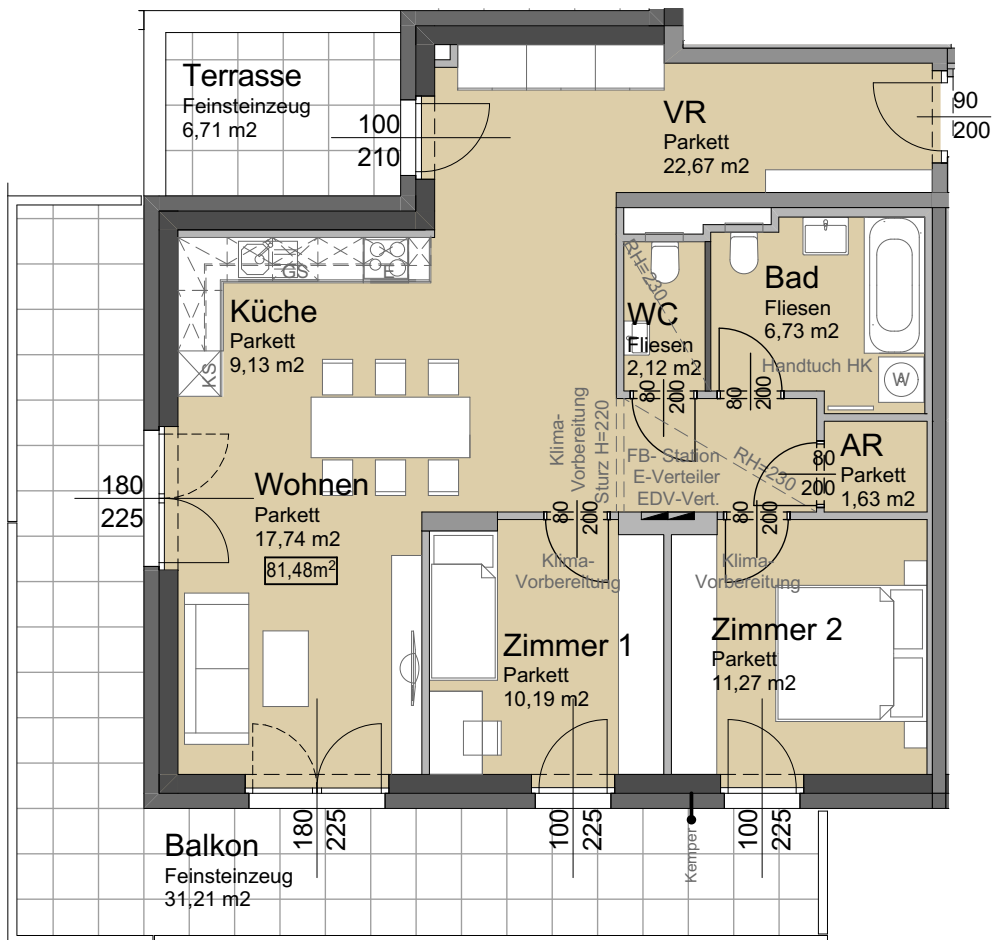 Terrasse
Feinsteinzeug
6,71 m2
100
210
VR
Parkett
22,67 m2
90
200
Küche
Parkett
9,13 m2
GS
E
KS
RH=230
WC
Fliesen
2,12 m2
80
200
Bad
Fliesen
6,73 m2
Handtuch HK
W
80
200
Klima-
Vorbereitung
Sturz H=220
FB- Station
E-Verteiler
EDV-Vert.
RH=230
80
200
AR
Parkett
1,63 m2
180
225
Wohnen
Parkett
17,74 m2
81,48m²
80
200
Klima-
Vorbereitung
80
200
Klima-
Vorbereitung
Zimmer 1
Parkett
10,19 m2
Zimmer 2
Parkett
11,27 m2
180
225
100
225
Kemper
100
225
Balkon
Feinsteinzeug
31,21 m2